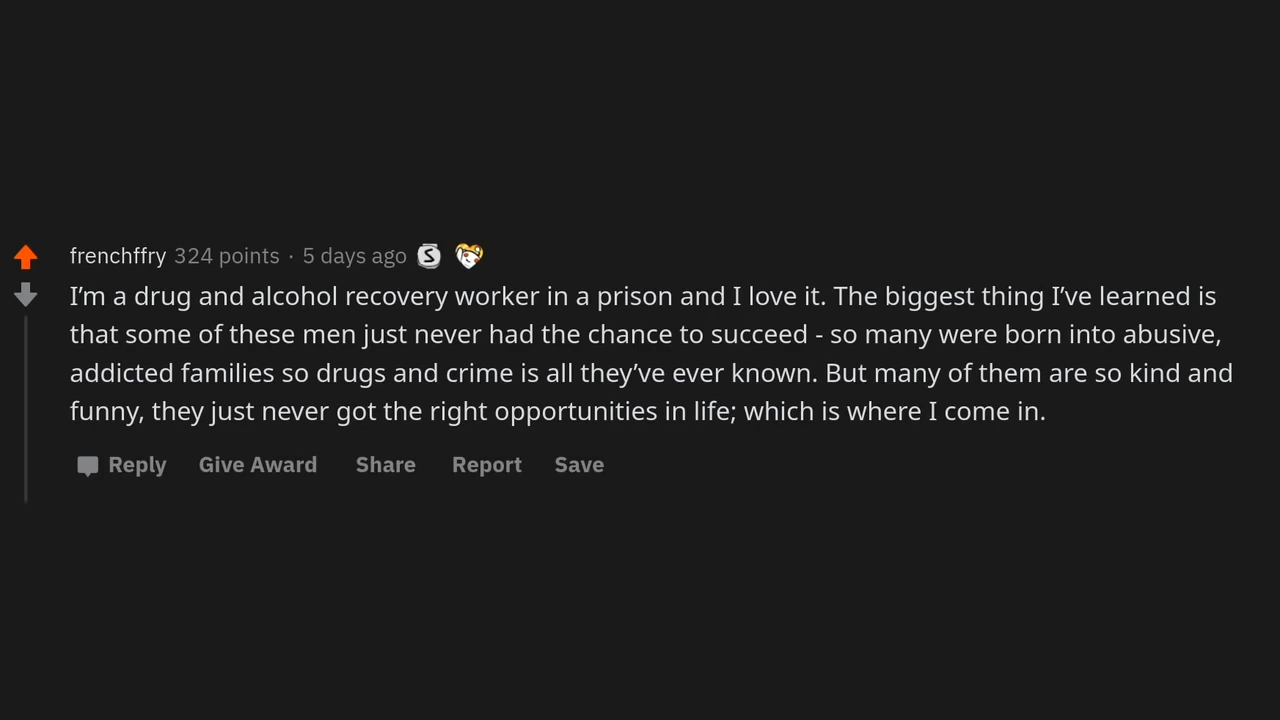 frenchffry 324 points · 5 days ago S
I’m a drug and alcohol recovery worker in a prison and I love it. The biggest thing I’ve learned is
that some of these men just never had the chance to succeed - so many were born into abusive,
addicted families so drugs and crime is all they’ve ever known. But many of them are so kind and
funny, they just never got the right opportunities in life; which is where I come in.
Reply Give Award Share Report Save